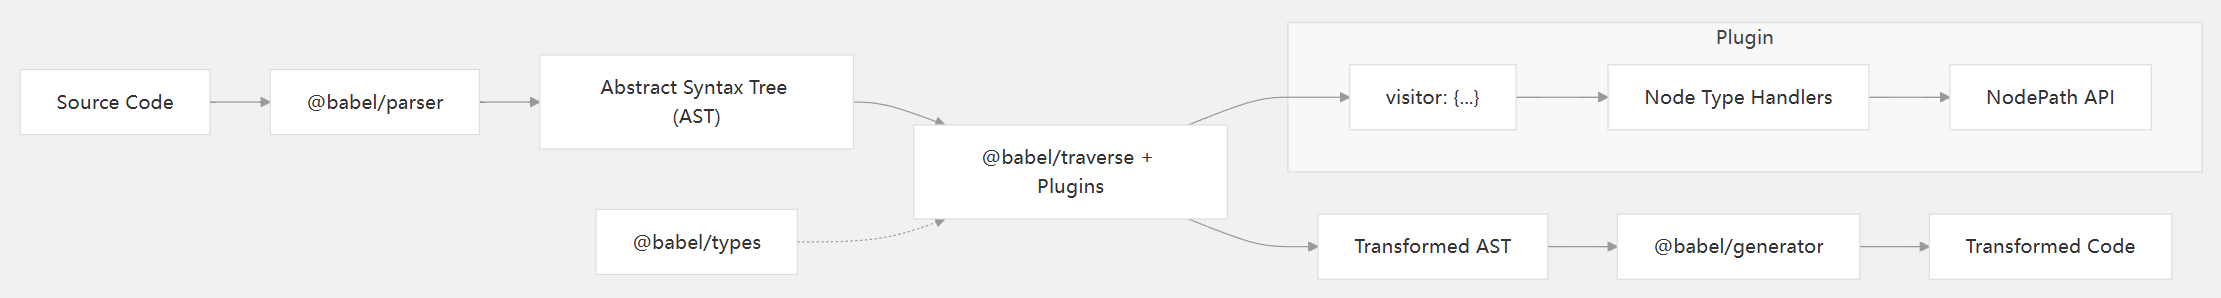 Source Code
@babel/parser
Abstract Syntax Tree
(AST)
@babel/types
@babel/traverse +
Plugins
Plugin
visitor: {...}
Node Type Handlers
NodePath API
Transformed AST
@babel/generator
Transformed Code